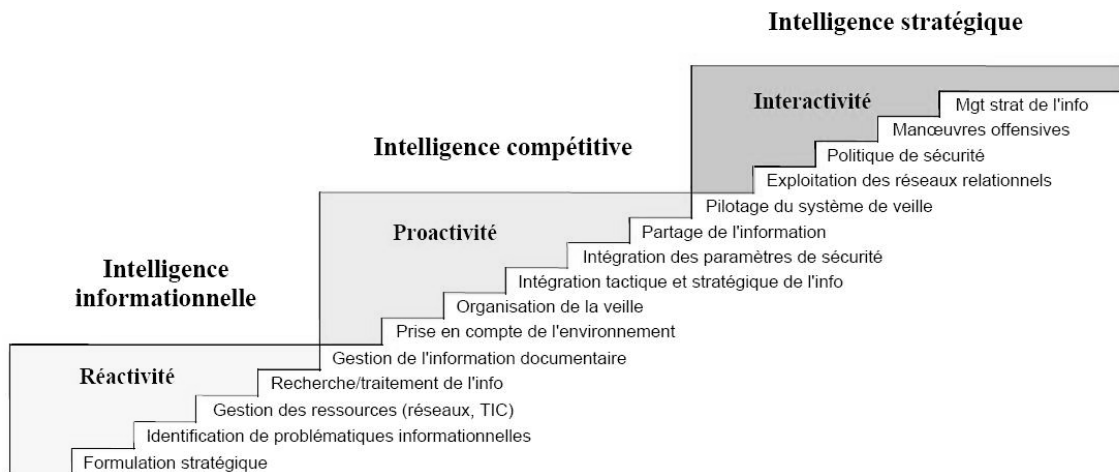 Intelligence stratégique
Interactivité
Mgt strat de l'info
Manœuvres offensives
Politique de sécurité
Exploitation des réseaux relationnels
Intelligence compétitive
Pilotage du système de veille
Proactivité
Partage de l'information
Intégration des paramètres de sécurité
Intelligence
informationnelle
Intégration tactique et stratégique de l'info
Organisation de la veille
Prise en compte de l'environnement
Gestion de l'information documentaire
Réactivité
Recherche/traitement de l'info
Gestion des ressources (réseaux, TIC)
Identification de problématiques informationnelles
Formulation stratégique